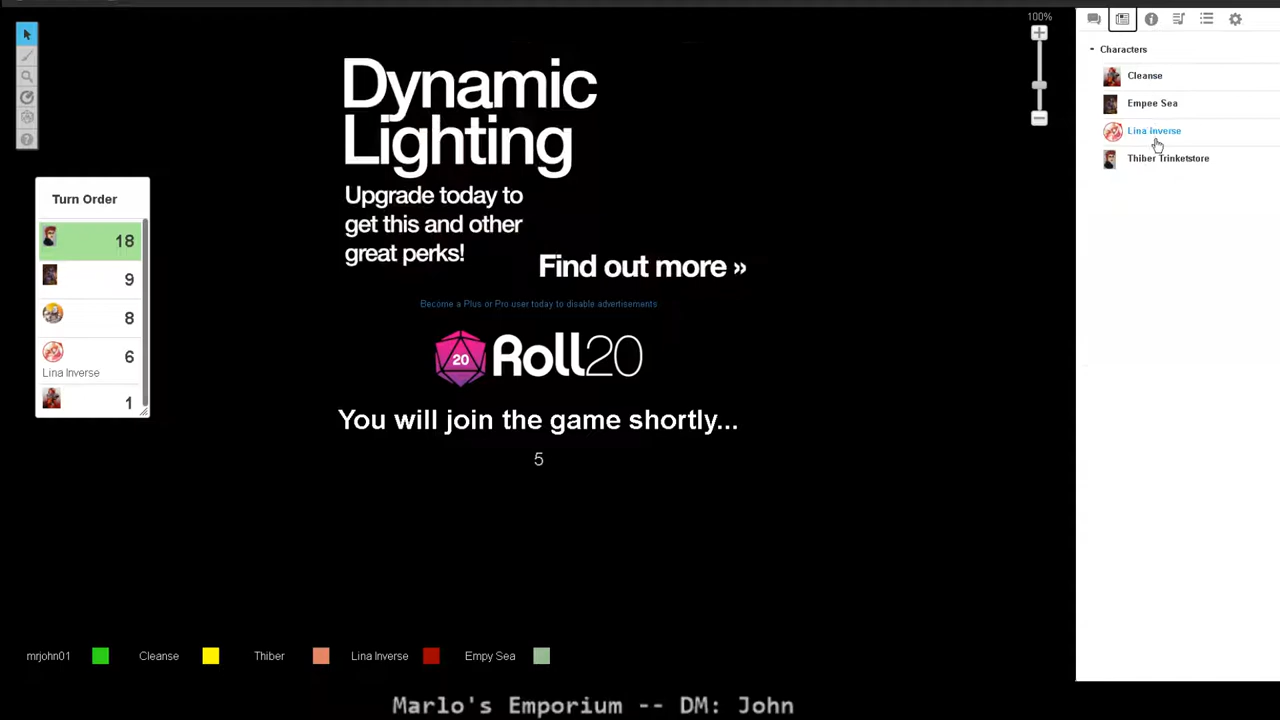 100%
Dynamic
Lighting
Upgrade today to
get this and other
great perks!
Find out more »
Become a Plus or Pro user today to disable advertisements
20 Roll20
You will join the game shortly...
5
Turn Order
18
9
8
6
Lina Inverse
1
Characters
Cleanse
Empee Sea
Lina Inverse
Thiber Trinketstore
mrjohn01 Cleanse Thiber Lina Inverse Empy Sea
Marlo's Emporium -- DM: John